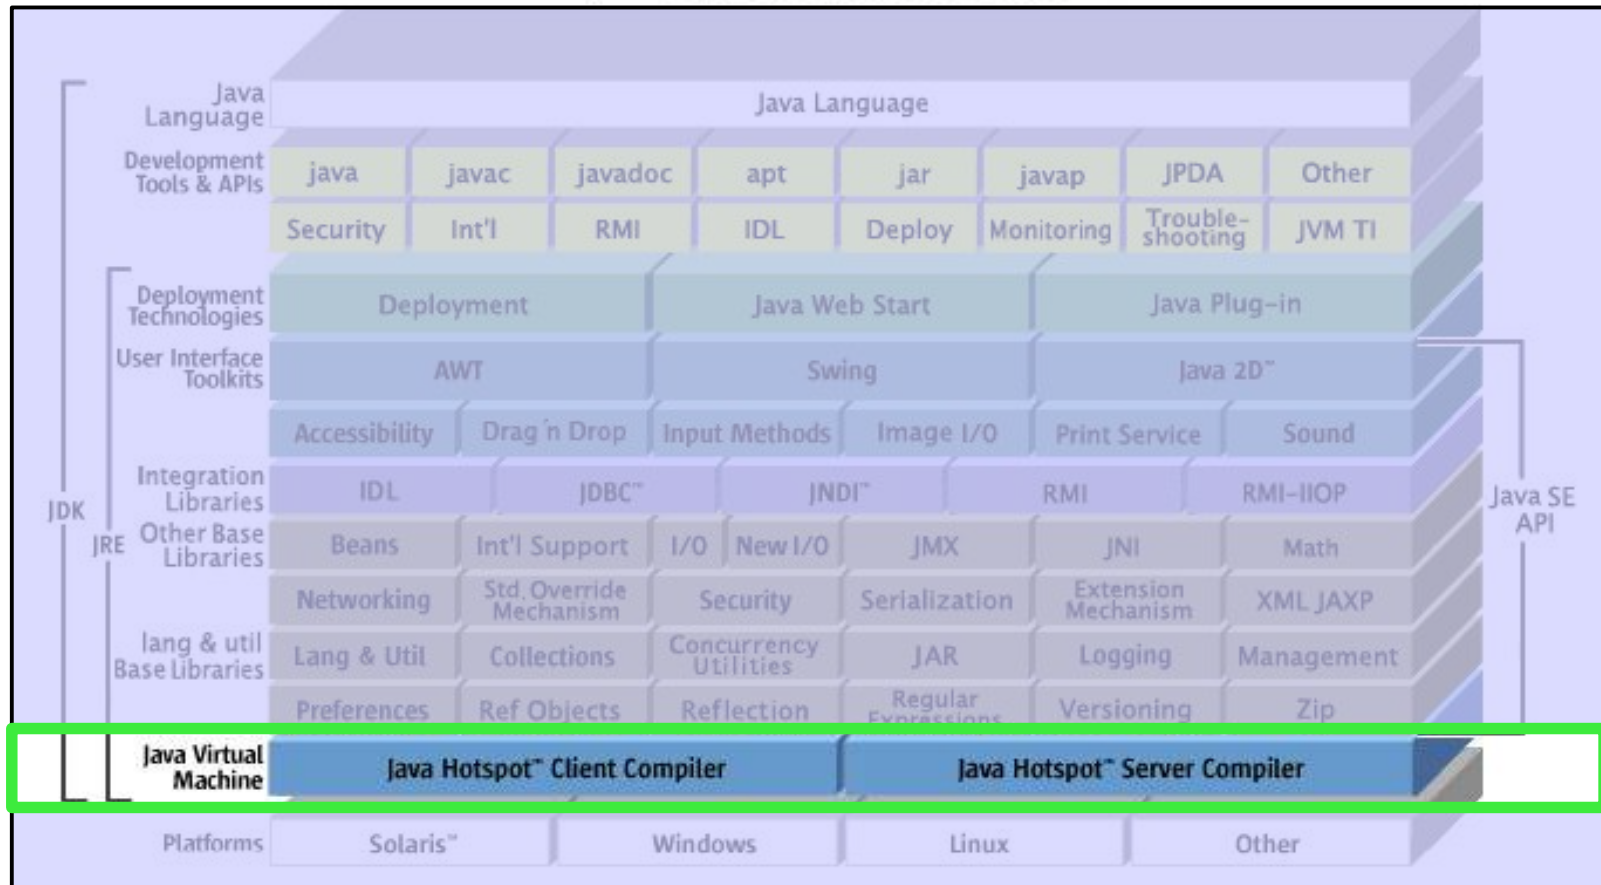 Java
Language
Java Language
Development
Tools & APIs
java
javac
javadoc
apt
jar
javap
JPDA
Other
Security
Int'l
RMI
IDL
Deploy
Monitoring
Trouble-
shooting
JVM TI
Deployment
Technologies
Deployment
Java Web Start
Java Plug-in
User Interface
Toolkits
AWT
Swing
Java 2D™
Accessibility
Drag 'n Drop
Input Methods
Image I/O
Print Service
Sound
Integration
Libraries
IDL
JDBC™
JNDI™
RMI
RMI-IIOP
JDK
JRE
Java SE
API
Other Base
Libraries
Beans
Int'l Support
I/O
New I/O
JMX
JNI
Math
Networking
Std. Override
Mechanism
Security
Serialization
Extension
Mechanism
XML JAXP
lang & util
Base Libraries
Lang & Util
Collections
Concurrency
Utilities
JAR
Logging
Management
Preferences
Ref Objects
Reflection
Regular
Expressions
Versioning
Zip
Java Virtual
Machine
Java Hotspot™ Client Compiler
Java Hotspot™ Server Compiler
Platforms
Solaris™
Windows
Linux
Other